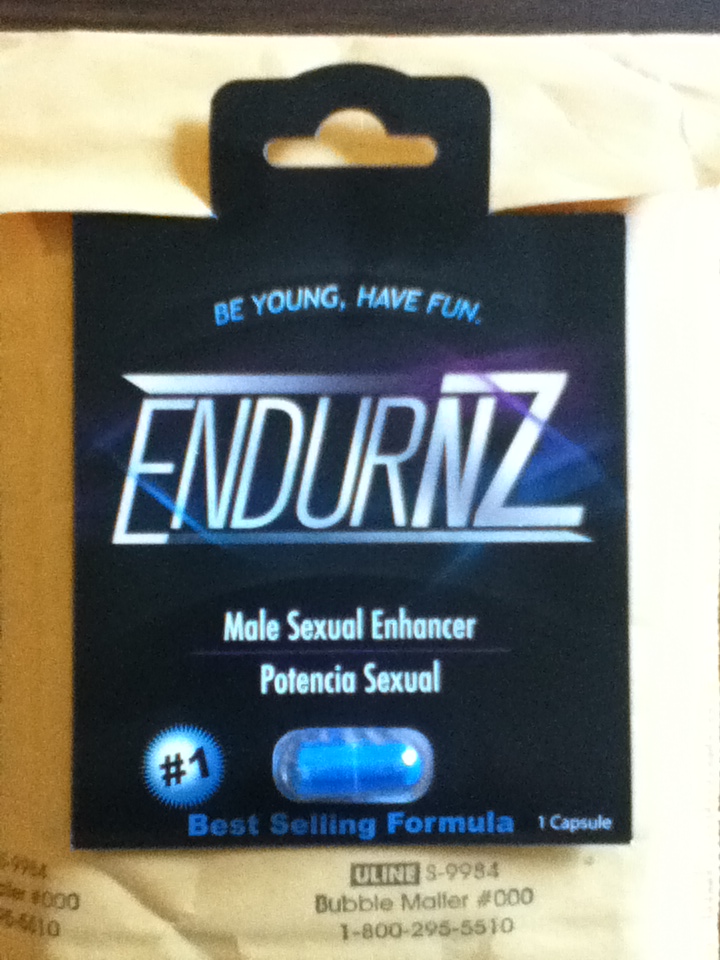 BE YOUNG, HAVE FUN.
ENDURNZ
Male Sexual Enhancer
Potencia Sexual
#1
Best Selling Formula
1 Capsule
ULINE S-9984
Bubble Mailer #000
1-800-295-5510
#000